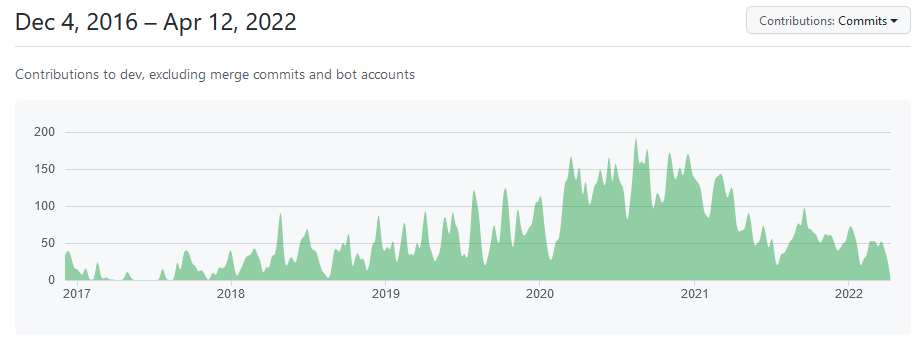 Dec 4, 2016 – Apr 12, 2022
Contributions: Commits
Contributions to dev, excluding merge commits and bot accounts
200
150
100
50
0
2017 2018 2019 2020 2021 2022